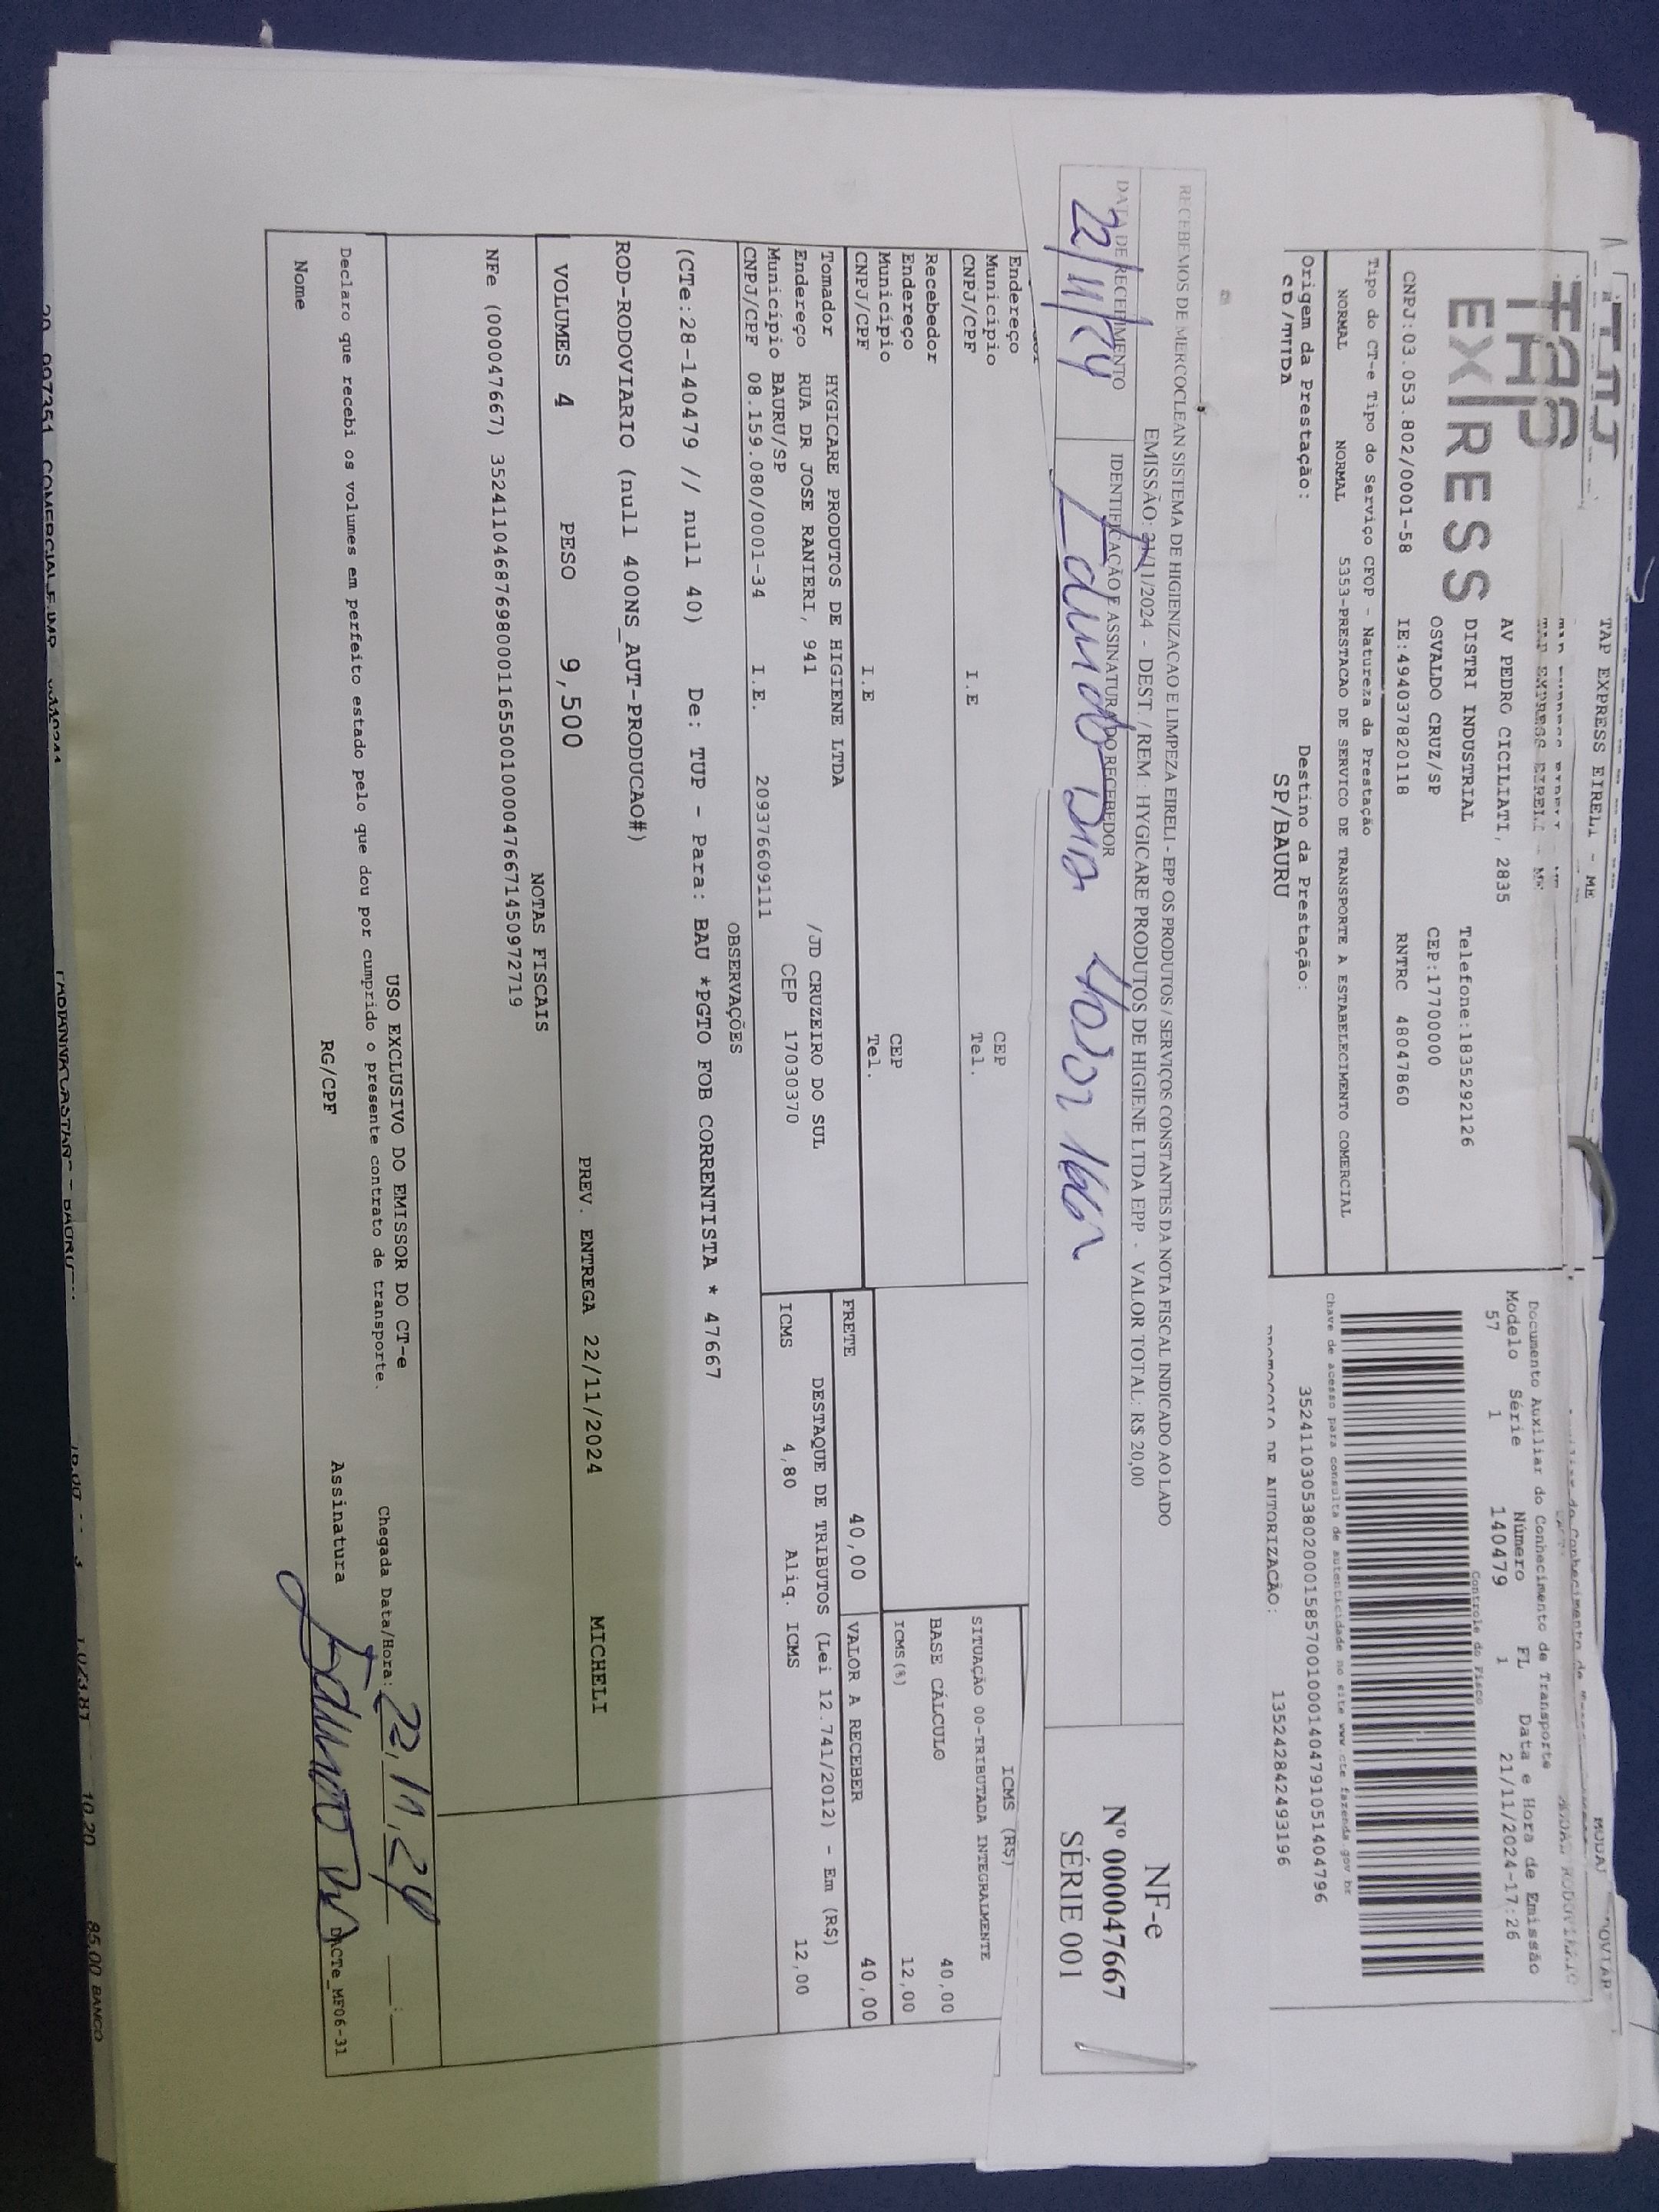 TAP EXPRESS EIRELI - ME
TAP
EXPRESS
AV PEDRO CICILIATI, 2835
DISTRI INDUSTRIAL Telefone:1835292126
OSVALDO CRUZ/SP CEP:17700000
CNPJ:03.053.802/0001-58 IE:494037820118 RNTRC 48047860
Tipo do CT-e Tipo do Serviço CFOP - Natureza da Prestação
NORMAL NORMAL 5353-PRESTACAO DE SERVICO DE TRANSPORTE A ESTABELECIMENTO COMERCIAL
Origem da Prestação: Destino da Prestação:
SP/BAURU
Documento Auxiliar do Conhecimento de Transporte
Modelo Série Número FL Data e Hora de Emissão
57 1 140479 1 21/11/2024-17:26
Controle do Fisco
Chave de acesso para consulta de autenticidade no site www.cte.fazenda.gov.br
35241103053802000158570010001404791051404796
PROTOCOLO DE AUTORIZAÇÃO: 135242842493196
RECEBEMOS DE MERCOCLEAN SISTEMA DE HIGIENIZACAO E LIMPEZA EIRELI - EPP OS PRODUTOS / SERVIÇOS CONSTANTES DA NOTA FISCAL INDICADO AO LADO
EMISSÃO: 21/11/2024 - DEST. / REM.: HYGICARE PRODUTOS DE HIGIENE LTDA EPP - VALOR TOTAL: R$ 20,00
DATA DE RECEBIMENTO IDENTIFICAÇÃO E ASSINATURA DO RECEBEDOR
22/11/24
NF-e
Nº 000047667
SÉRIE 001
Endereço
Município CEP
CNPJ/CPF I.E Tel.
Recebedor
Endereço
Município CEP
CNPJ/CPF I.E Tel.
ICMS (R$)
SITUAÇÃO 00-TRIBUTADA INTEGRALMENTE
BASE CÁLCULO 40,00
ICMS(%) 12,00
Tomador HYGICARE PRODUTOS DE HIGIENE LTDA
Endereço RUA DR JOSE RANIERI, 941 /JD CRUZEIRO DO SUL
Município BAURU/SP CEP 17030370
CNPJ/CPF 08.159.080/0001-34 I.E. 209376609111
FRETE 40,00 VALOR A RECEBER 40,00
DESTAQUE DE TRIBUTOS (Lei 12.741/2012) - Em (R$)
ICMS 4,80 Aliq. ICMS 12,00
OBSERVAÇÕES
(CTe:28-140479 // null 40) De: TUP - Para: BAU *PGTO FOB CORRENTISTA * 47667
ROD-RODOVIARIO (null 400NS_AUT-PRODUCAO#)
VOLUMES 4 PESO 9,500 PREV. ENTREGA 22/11/2024 MICHELI
NOTAS FISCAIS
NFe (000047667) 35241104687698000116550010000476671450972719
USO EXCLUSIVO DO EMISSOR DO CT-e
Declaro que recebi os volumes em perfeito estado pelo que dou por cumprido o presente contrato de transporte.
Chegada Data/Hora: 22,11,24
Nome RG/CPF Assinatura
DACTe_MF06-31
85,00 BANCO
10,20